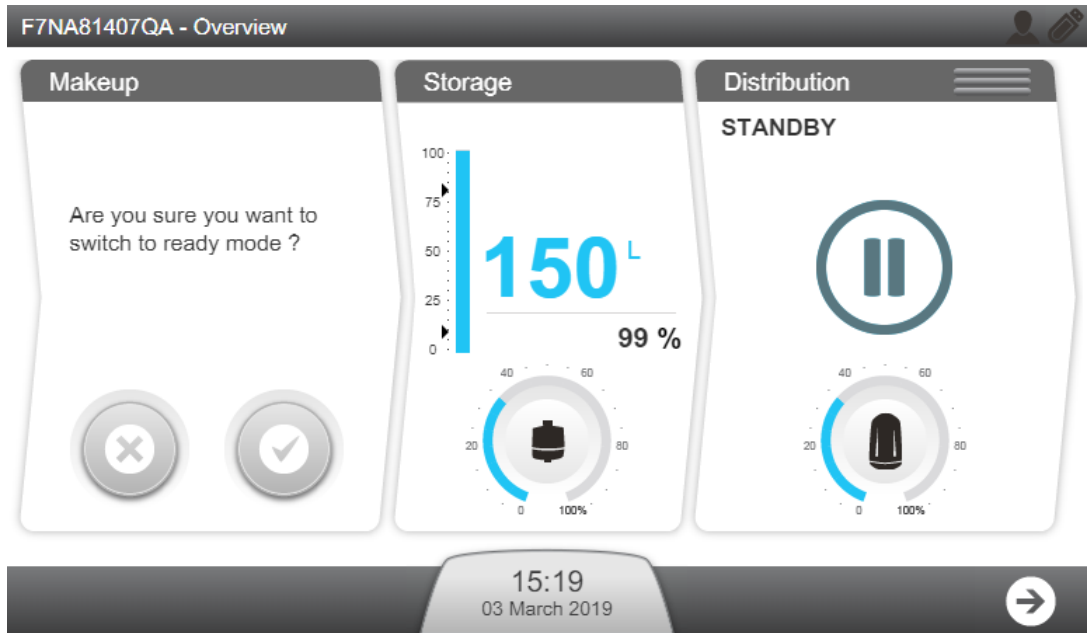 F7NA81407QA - Overview
Makeup
Are you sure you want to
switch to ready mode ?
Storage
100
75
50
25
0
150 L
99 %
40 60
20 80
0 100%
Distribution
STANDBY
40 60
20 80
0 100%
15:19
03 March 2019